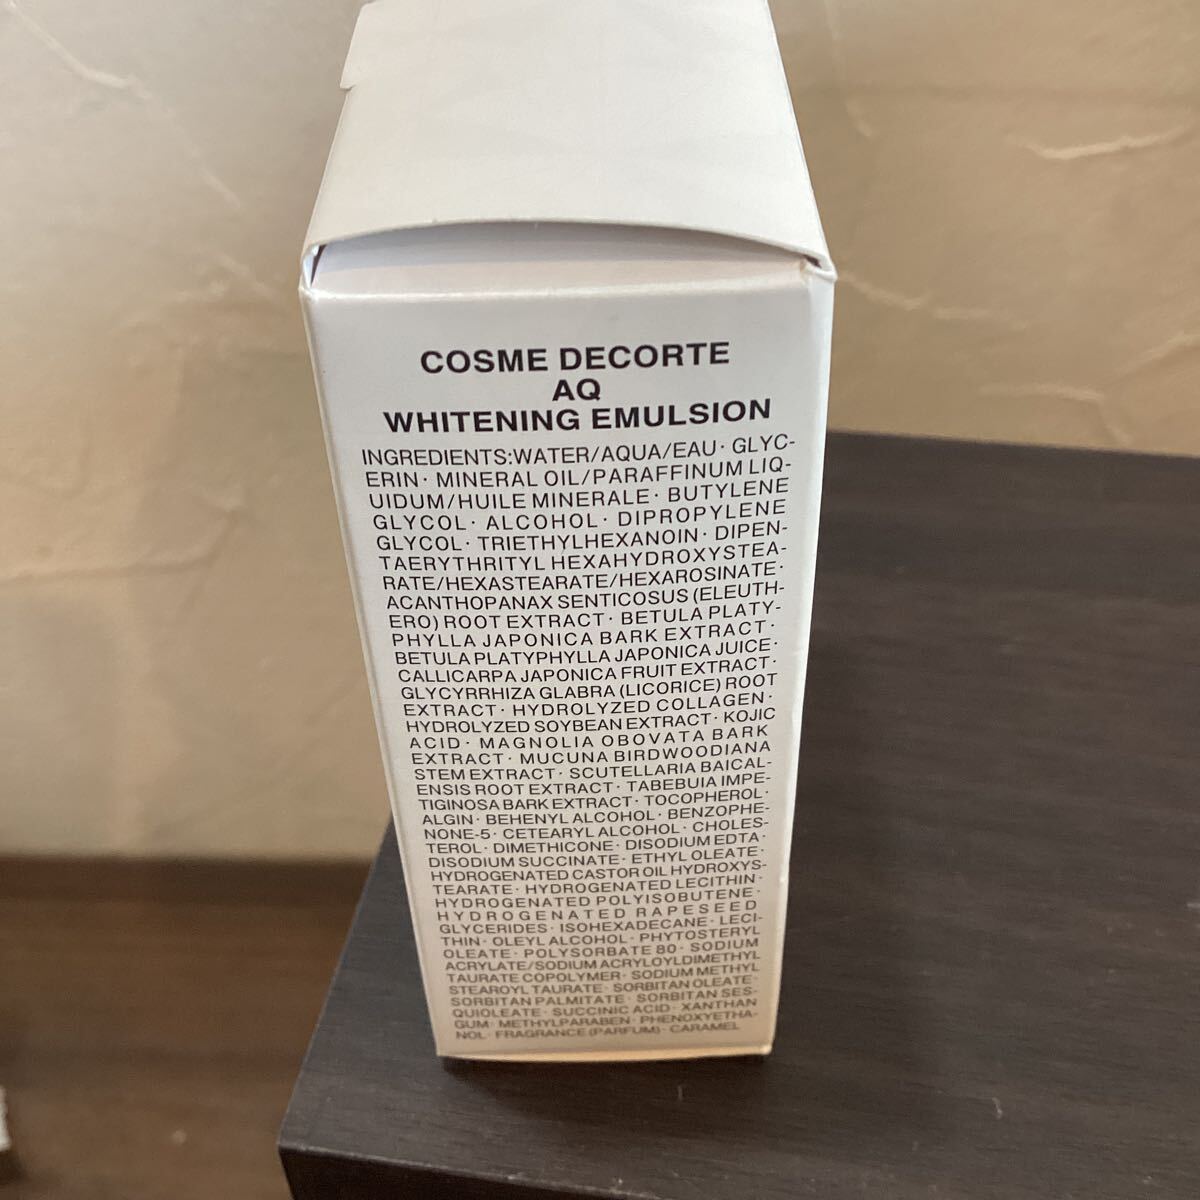 COSME DECORTE
AQ
WHITENING EMULSION
INGREDIENTS:WATER/AQUA/EAU · GLYC-
ERIN · MINERAL OIL/PARAFFINUM LIQ-
UIDUM/HUILE MINERALE · BUTYLENE
GLYCOL · ALCOHOL · DIPROPYLENE
GLYCOL · TRIETHYLHEXANOIN · DIPEN-
TAERYTHRITYL HEXAHYDROXYSTEA-
RATE/HEXASTEARATE/HEXAROSINATE ·
ACANTHOPANAX SENTICOSUS (ELEUTH-
ERO) ROOT EXTRACT · BETULA PLATY-
PHYLLA JAPONICA BARK EXTRACT ·
BETULA PLATYPHYLLA JAPONICA JUICE ·
CALLICARPA JAPONICA FRUIT EXTRACT ·
GLYCYRRHIZA GLABRA (LICORICE) ROOT
EXTRACT · HYDROLYZED COLLAGEN ·
HYDROLYZED SOYBEAN EXTRACT · KOJIC
ACID · MAGNOLIA OBOVATA BARK
EXTRACT · MUCUNA BIRDWOODIANA
STEM EXTRACT · SCUTELLARIA BAICAL-
ENSIS ROOT EXTRACT · TABEBUIA IMPE-
TIGINOSA BARK EXTRACT · TOCOPHEROL ·
ALGIN · BEHENYL ALCOHOL · BENZOPHE-
NONE-5 · CETEARYL ALCOHOL · CHOLES-
TEROL · DIMETHICONE · DISODIUM EDTA ·
DISODIUM SUCCINATE · ETHYL OLEATE ·
HYDROGENATED CASTOR OIL HYDROXYS-
TEARATE · HYDROGENATED LECITHIN ·
HYDROGENATED POLYISOBUTENE ·
HYDROGENATED RAPESEED
GLYCERIDES · ISOHEXADECANE · LECI-
THIN · OLEYL ALCOHOL · PHYTOSTERYL
OLEATE · POLYSORBATE 80 · SODIUM
ACRYLATE/SODIUM ACRYLOYLDIMETHYL
TAURATE COPOLYMER · SODIUM METHYL
STEAROYL TAURATE · SORBITAN OLEATE ·
SORBITAN PALMITATE · SORBITAN SES-
QUIOLEATE · SUCCINIC ACID · XANTHAN
GUM · METHYLPARABEN · PHENOXYETHA-
NOL · FRAGRANCE (PARFUM) · CARAMEL